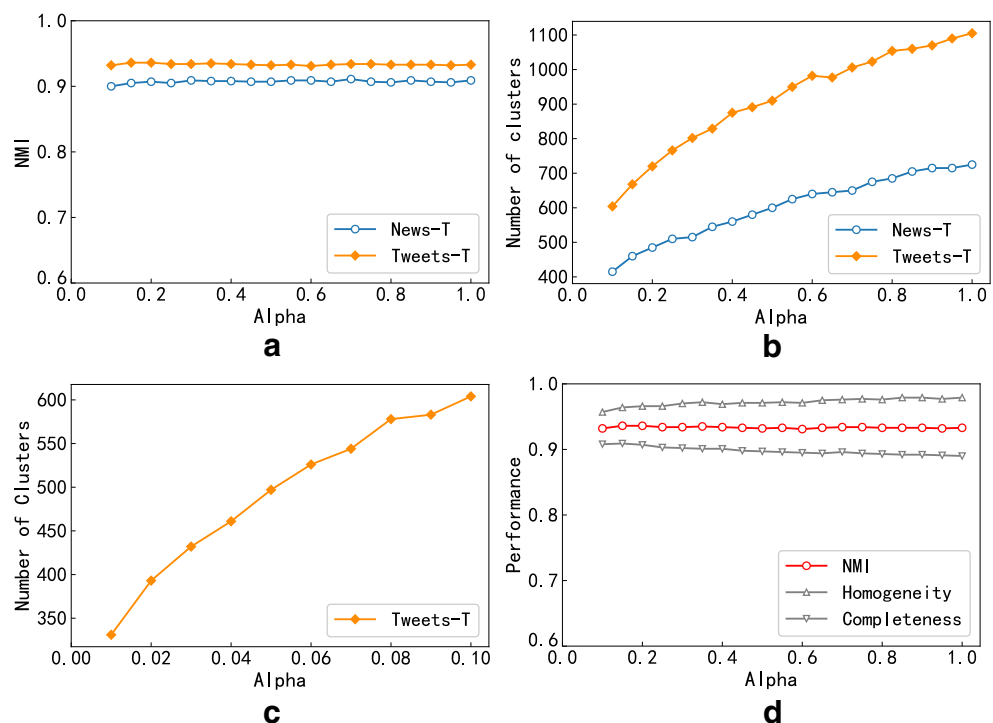 1.0
0.9
0.8
0.7
0.6
NMI
News-T
Tweets-T
0.0 0.2 0.4 0.6 0.8 1.0
Alpha
a
1100
1000
900
800
700
600
500
400
Number of clusters
News-T
Tweets-T
0.0 0.2 0.4 0.6 0.8 1.0
Alpha
b
600
550
500
450
400
350
Number of Clusters
Tweets-T
0.00 0.02 0.04 0.06 0.08 0.10
Alpha
c
1.0
0.9
0.8
0.7
0.6
Performance
NMI
Homogeneity
Completeness
0.0 0.2 0.4 0.6 0.8 1.0
Alpha
d